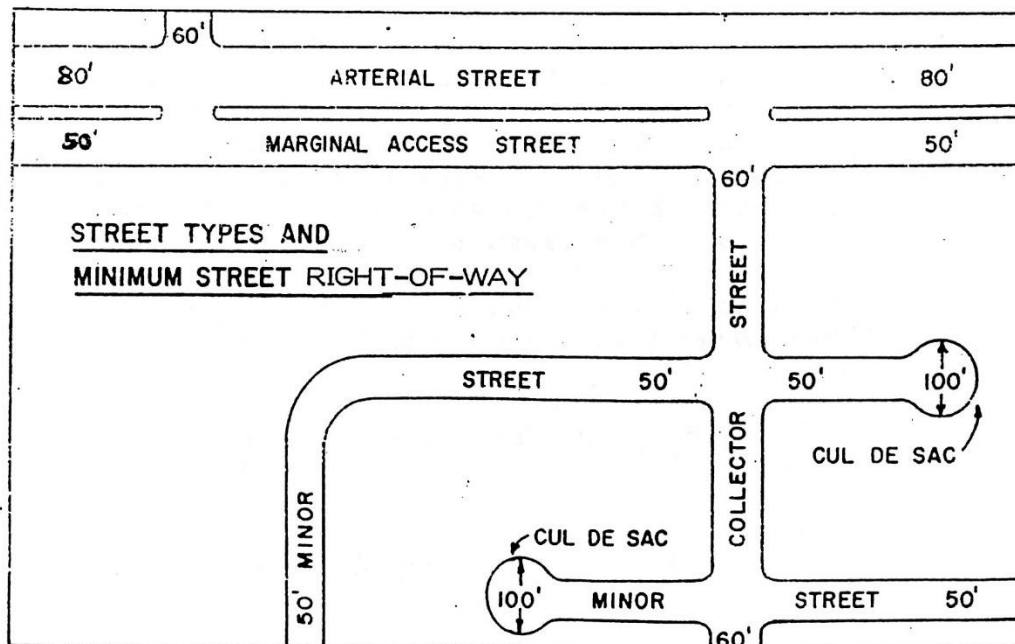 60'
80' ARTERIAL STREET 80'
50' MARGINAL ACCESS STREET 50'
60'
STREET TYPES AND
MINIMUM STREET RIGHT-OF-WAY
STREET
STREET 50' 50' 100'
CUL DE SAC
COLLECTOR
50' MINOR
CUL DE SAC
100' MINOR STREET 50'
60'